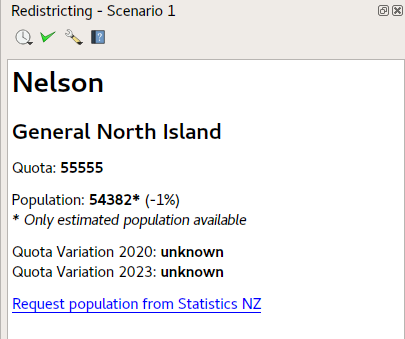 Redistricting - Scenario 1
Nelson
General North Island
Quota: 55555
Population: 54382* (-1%)
* Only estimated population available
Quota Variation 2020: unknown
Quota Variation 2023: unknown
Request population from Statistics NZ